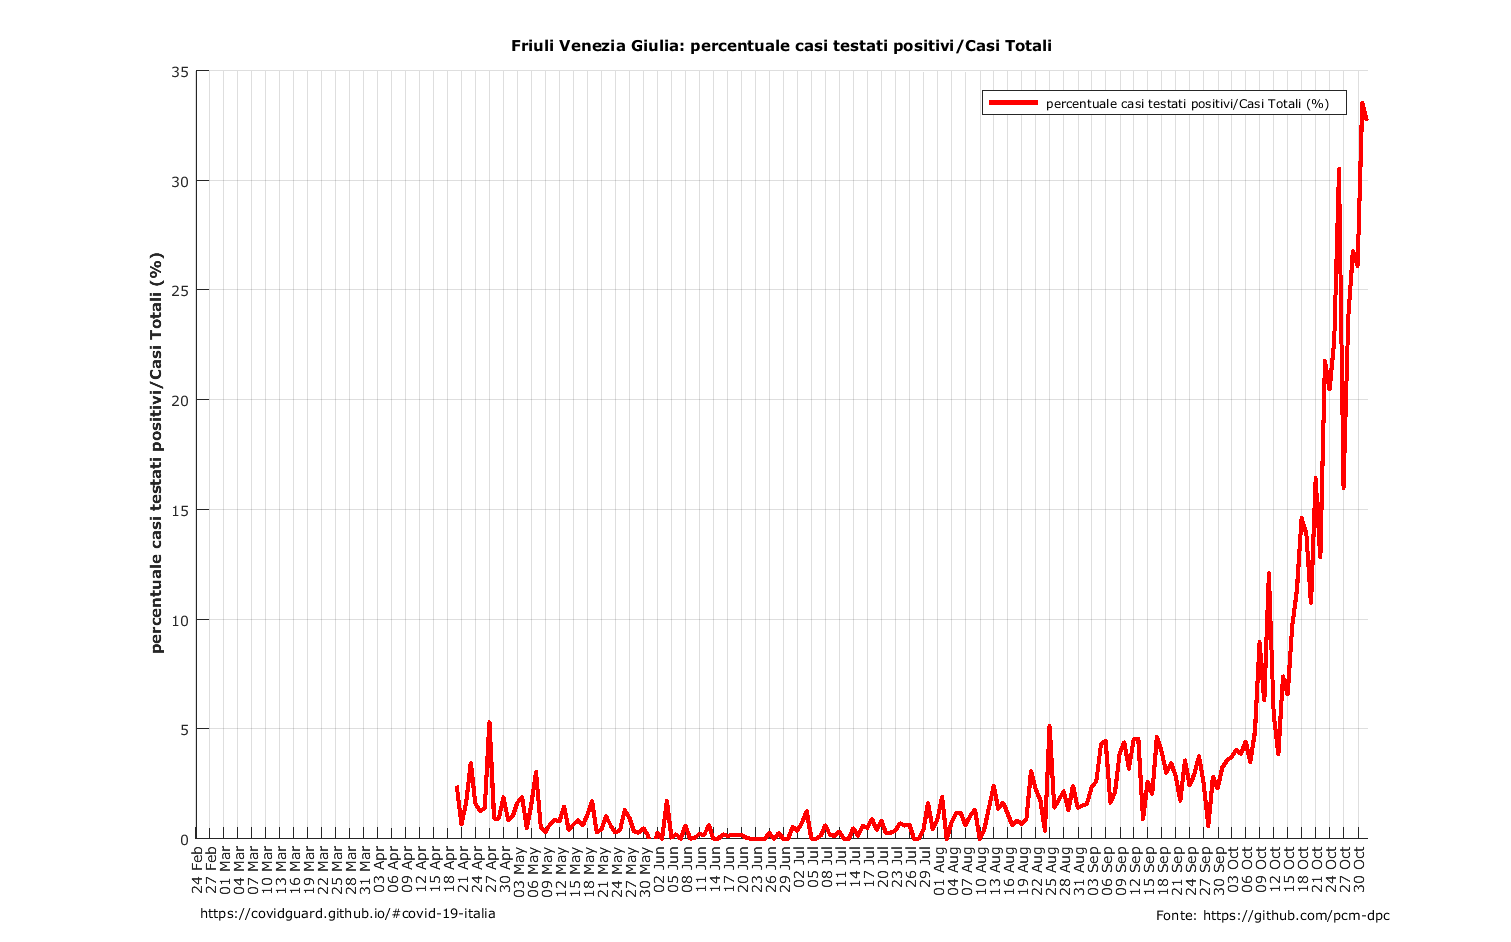 Friuli Venezia Giulia: percentuale casi testati positivi/Casi Totali
percentuale casi testati positivi/Casi Totali (%)
percentuale casi testati positivi/Casi Totali (%)
35
30
25
20
15
10
5
0
24 Feb
27 Feb
01 Mar
04 Mar
07 Mar
10 Mar
13 Mar
16 Mar
19 Mar
22 Mar
25 Mar
28 Mar
31 Mar
03 Apr
06 Apr
09 Apr
12 Apr
15 Apr
18 Apr
21 Apr
24 Apr
27 Apr
30 Apr
03 May
06 May
09 May
12 May
15 May
18 May
21 May
24 May
27 May
30 May
02 Jun
05 Jun
08 Jun
11 Jun
14 Jun
17 Jun
20 Jun
23 Jun
26 Jun
29 Jun
02 Jul
05 Jul
08 Jul
11 Jul
14 Jul
17 Jul
20 Jul
23 Jul
26 Jul
29 Jul
01 Aug
04 Aug
07 Aug
10 Aug
13 Aug
16 Aug
19 Aug
22 Aug
25 Aug
28 Aug
31 Aug
03 Sep
06 Sep
09 Sep
12 Sep
15 Sep
18 Sep
21 Sep
24 Sep
27 Sep
30 Sep
03 Oct
06 Oct
09 Oct
12 Oct
15 Oct
18 Oct
21 Oct
24 Oct
27 Oct
30 Oct
https://covidguard.github.io/#covid-19-italia
Fonte: https://github.com/pcm-dpc